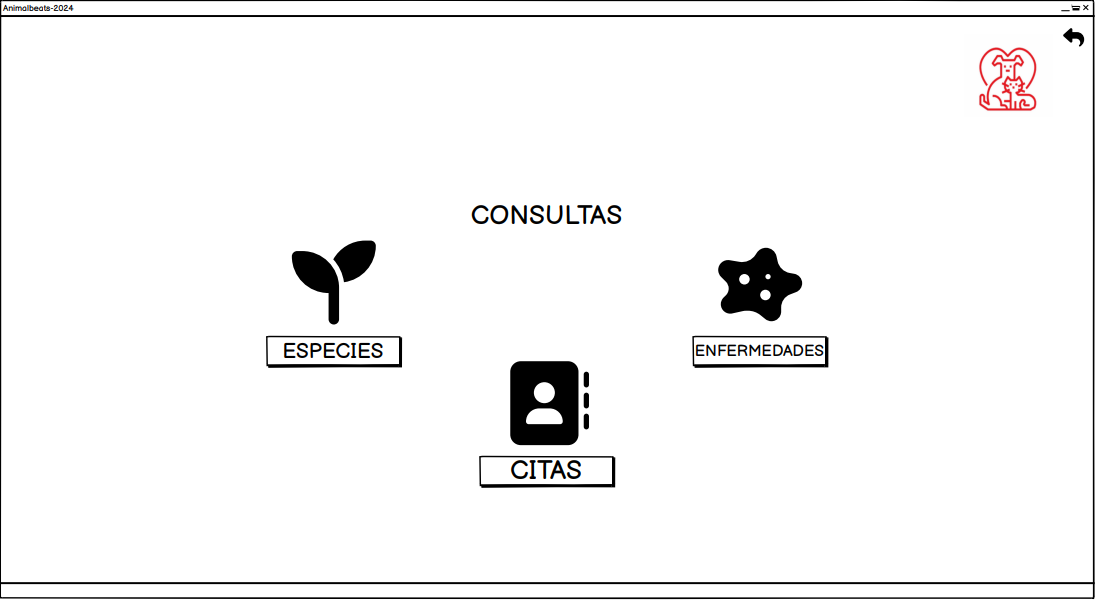 Animalbeats-2024
CONSULTAS
ESPECIES
ENFERMEDADES
CITAS